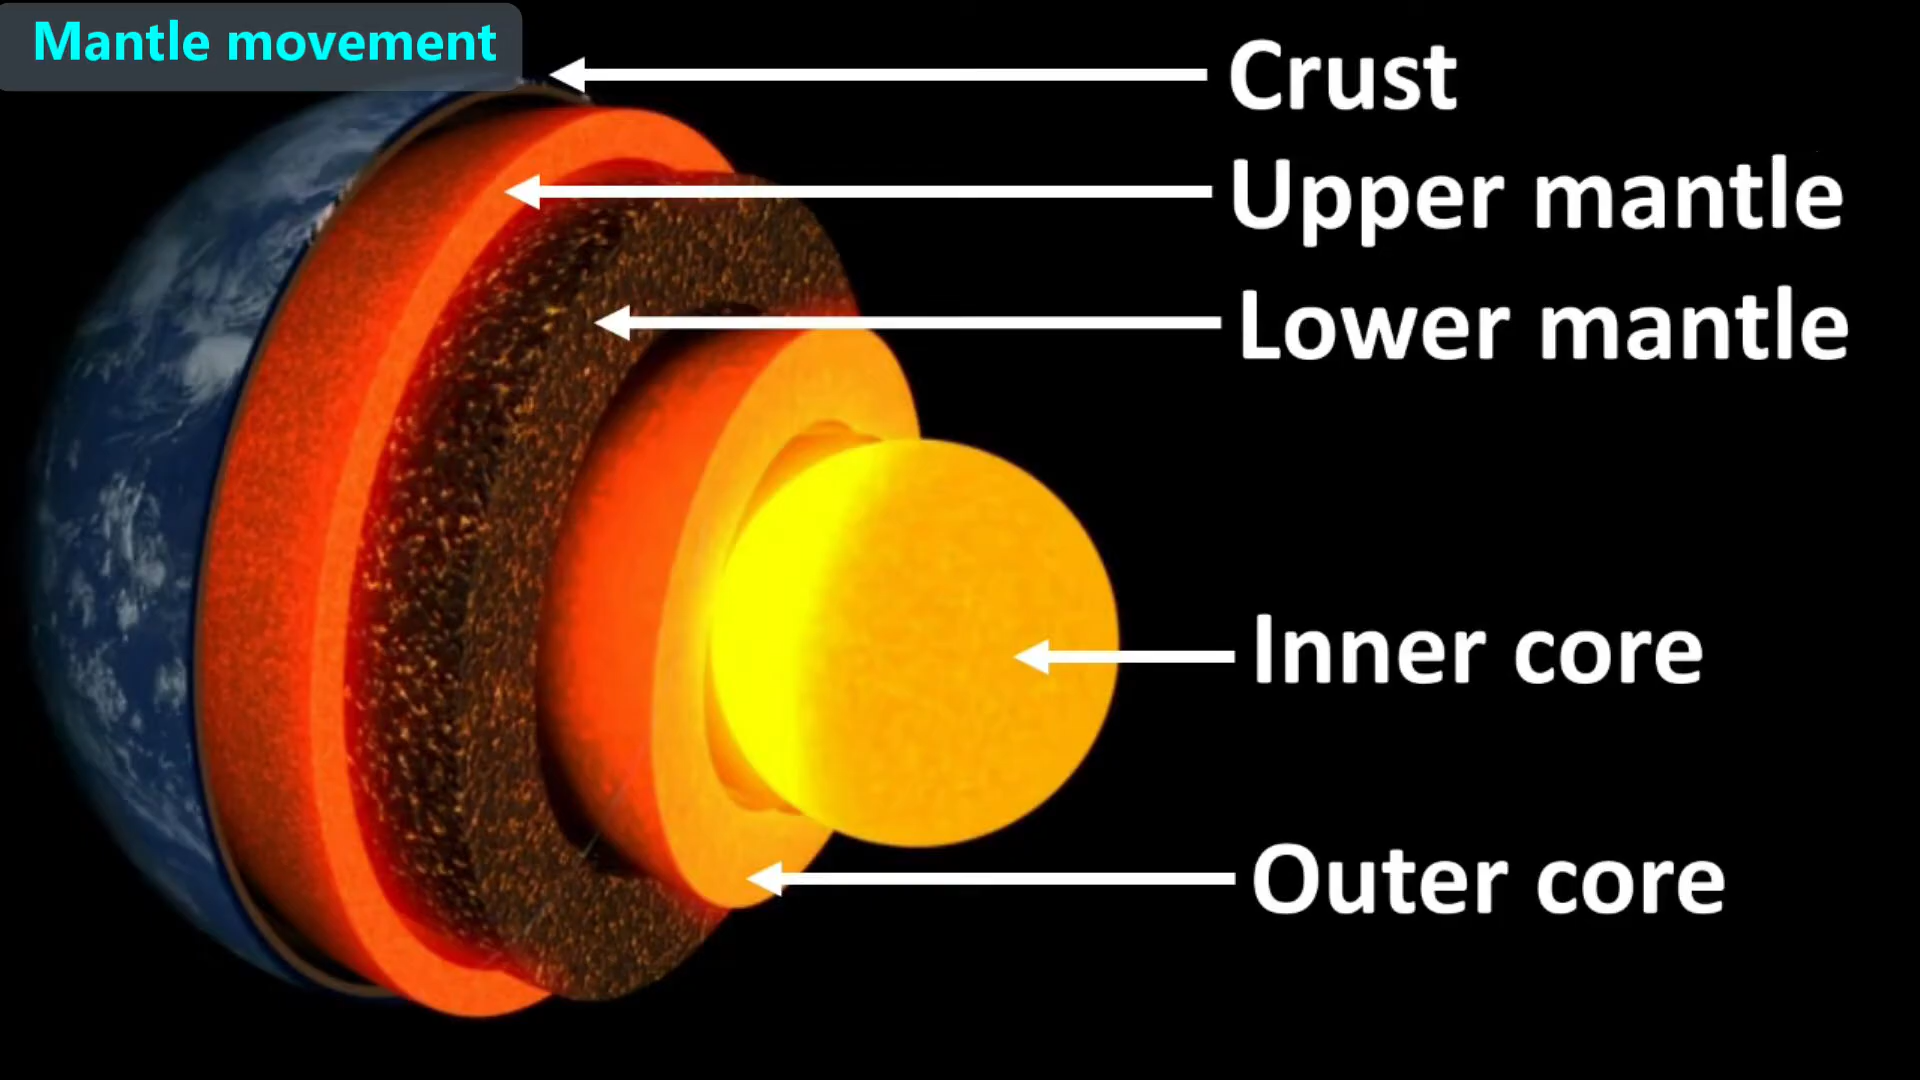 Mantle movement
Crust
Upper mantle
Lower mantle
Inner core
Outer core